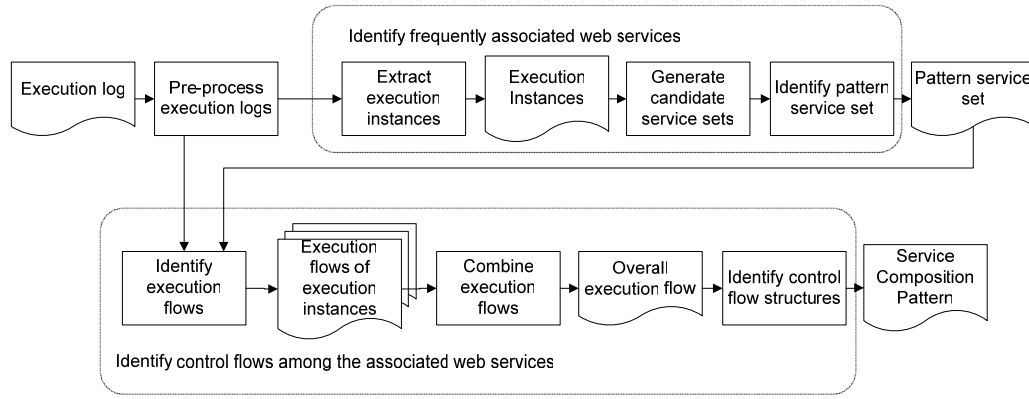 Identify frequently associated web services
Execution log
Pre-process
execution logs
Extract
execution
instances
Execution
Instances
Generate
candidate
service sets
Identify pattern
service set
Pattern service
set
Identify
execution
flows
Execution
flows of
execution
instances
Combine
execution
flows
Overall
execution flow
Identify control
flow structures
Service
Composition
Pattern
Identify control flows among the associated web services